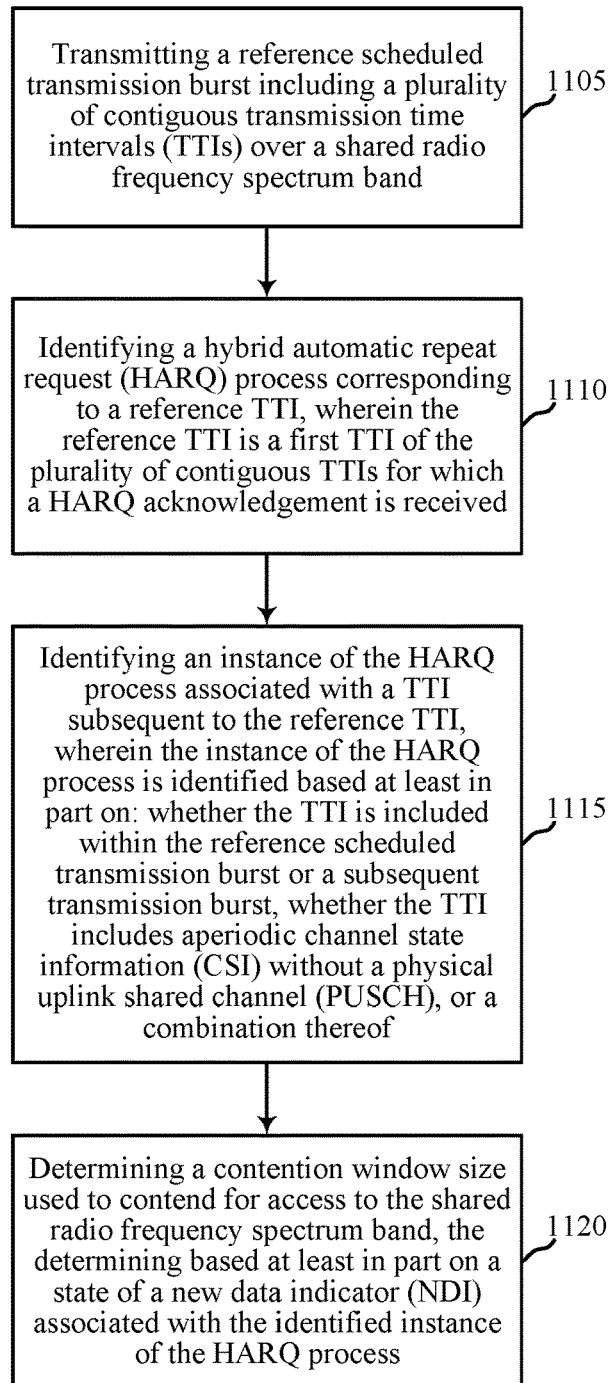 Transmitting a reference scheduled
transmission burst including a plurality
of contiguous transmission time
intervals (TTIs) over a shared radio
frequency spectrum band
1105
Identifying a hybrid automatic repeat
request (HARQ) process corresponding
to a reference TTI, wherein the
reference TTI is a first TTI of the
plurality of contiguous TTIs for which
a HARQ acknowledgement is received
1110
Identifying an instance of the HARQ
process associated with a TTI
subsequent to the reference TTI,
wherein the instance of the HARQ
process is identified based at least in
part on: whether the TTI is included
within the reference scheduled
transmission burst or a subsequent
transmission burst, whether the TTI
includes aperiodic channel state
information (CSI) without a physical
uplink shared channel (PUSCH), or a
combination thereof
1115
Determining a contention window size
used to contend for access to the shared
radio frequency spectrum band, the
determining based at least in part on a
state of a new data indicator (NDI)
associated with the identified instance
of the HARQ process
1120